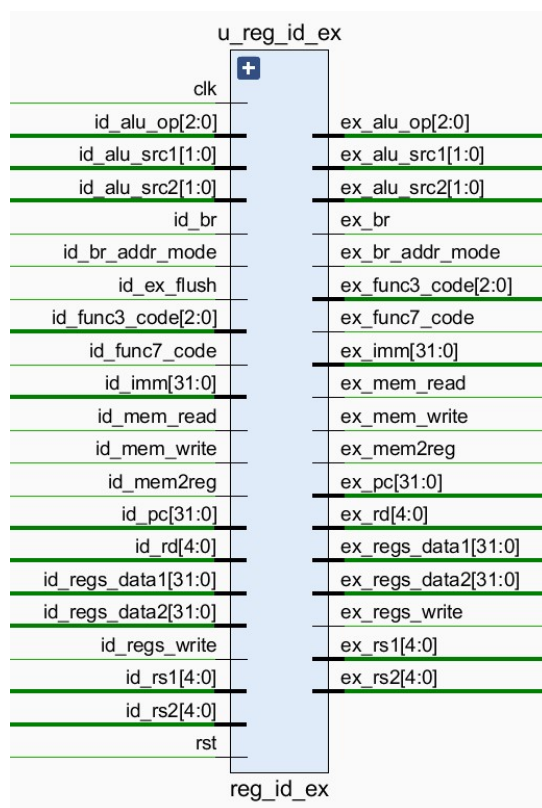 u_reg_id_ex
+
clk
id_alu_op[2:0] ex_alu_op[2:0]
id_alu_src1[1:0] ex_alu_src1[1:0]
id_alu_src2[1:0] ex_alu_src2[1:0]
id_br ex_br
id_br_addr_mode ex_br_addr_mode
id_ex_flush ex_func3_code[2:0]
id_func3_code[2:0] ex_func7_code
id_func7_code ex_imm[31:0]
id_imm[31:0] ex_mem_read
id_mem_read ex_mem_write
id_mem_write ex_mem2reg
id_mem2reg ex_pc[31:0]
id_pc[31:0] ex_rd[4:0]
id_rd[4:0] ex_regs_data1[31:0]
id_regs_data1[31:0] ex_regs_data2[31:0]
id_regs_data2[31:0] ex_regs_write
id_regs_write ex_rs1[4:0]
id_rs1[4:0] ex_rs2[4:0]
id_rs2[4:0]
rst
reg_id_ex